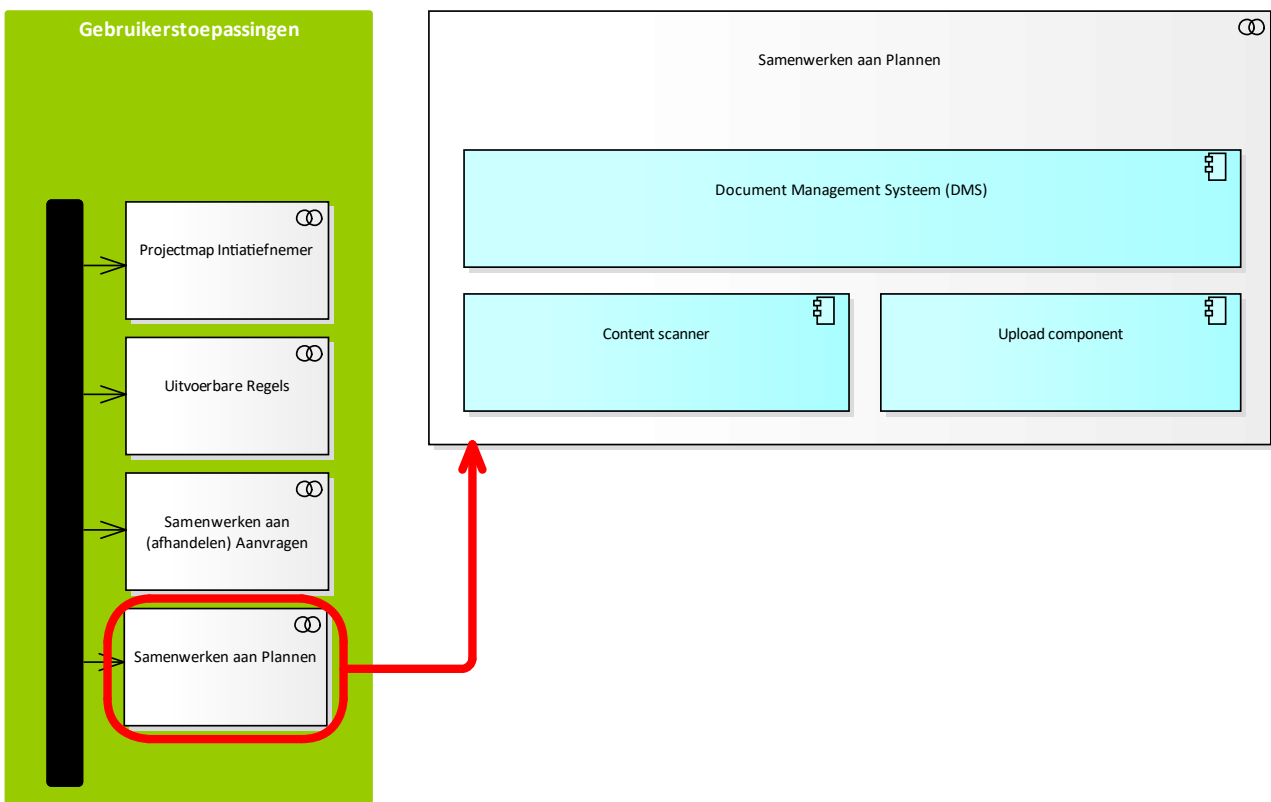 Gebruikerstoepassingen
Projectmap Intiatiefnemer
Uitvoerbare Regels
Samenwerken aan
(afhandelen) Aanvragen
Samenwerken aan Plannen
Samenwerken aan Plannen
Document Management Systeem (DMS)
Content scanner
Upload component